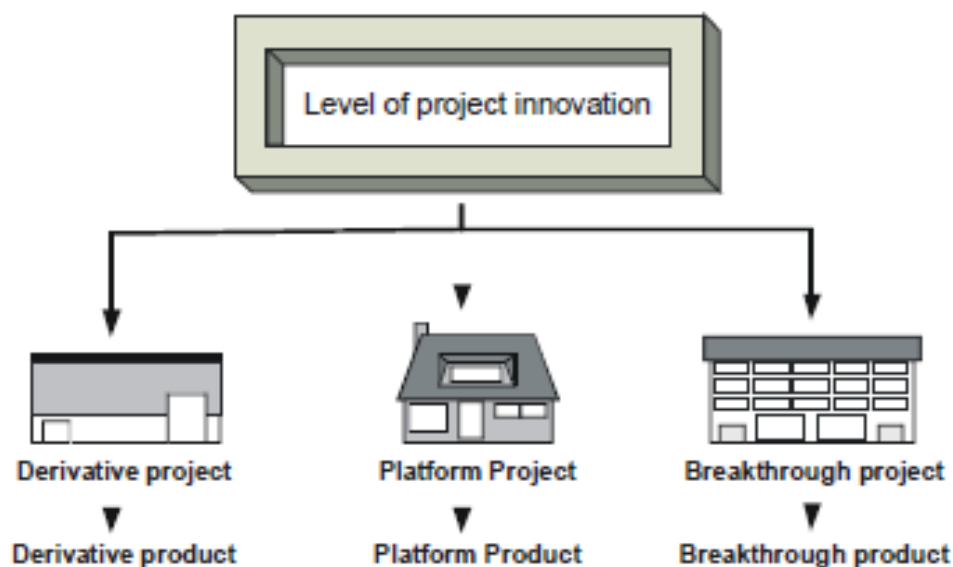 Level of project innovation
Derivative project
Platform Project
Breakthrough project
Derivative product
Platform Product
Breakthrough product